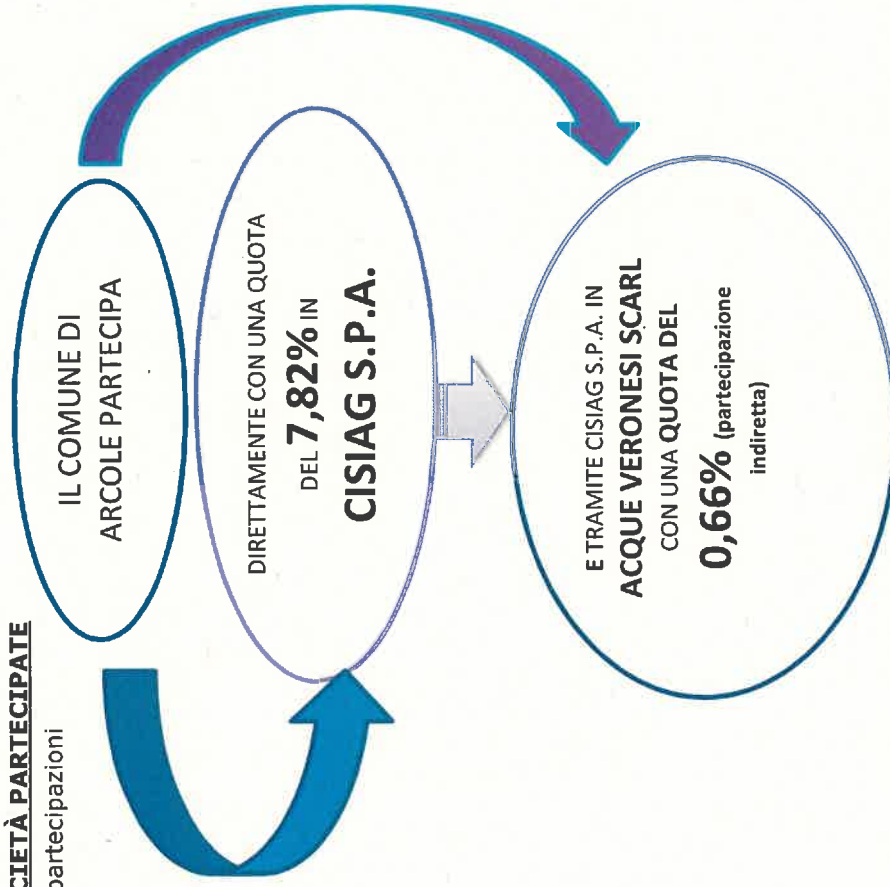 CIETÀ PARTECIPATE
partecipazioni
IL COMUNE DI
ARCOLE PARTECIPA
DIRETTAMENTE CON UNA QUOTA
DEL 7,82% IN
CISIAG S.P.A.
E TRAMITE CISIAG S.P.A. IN
ACQUE VERONESI SCARL
CON UNA QUOTA DEL
0,66% (partecipazione
indiretta)